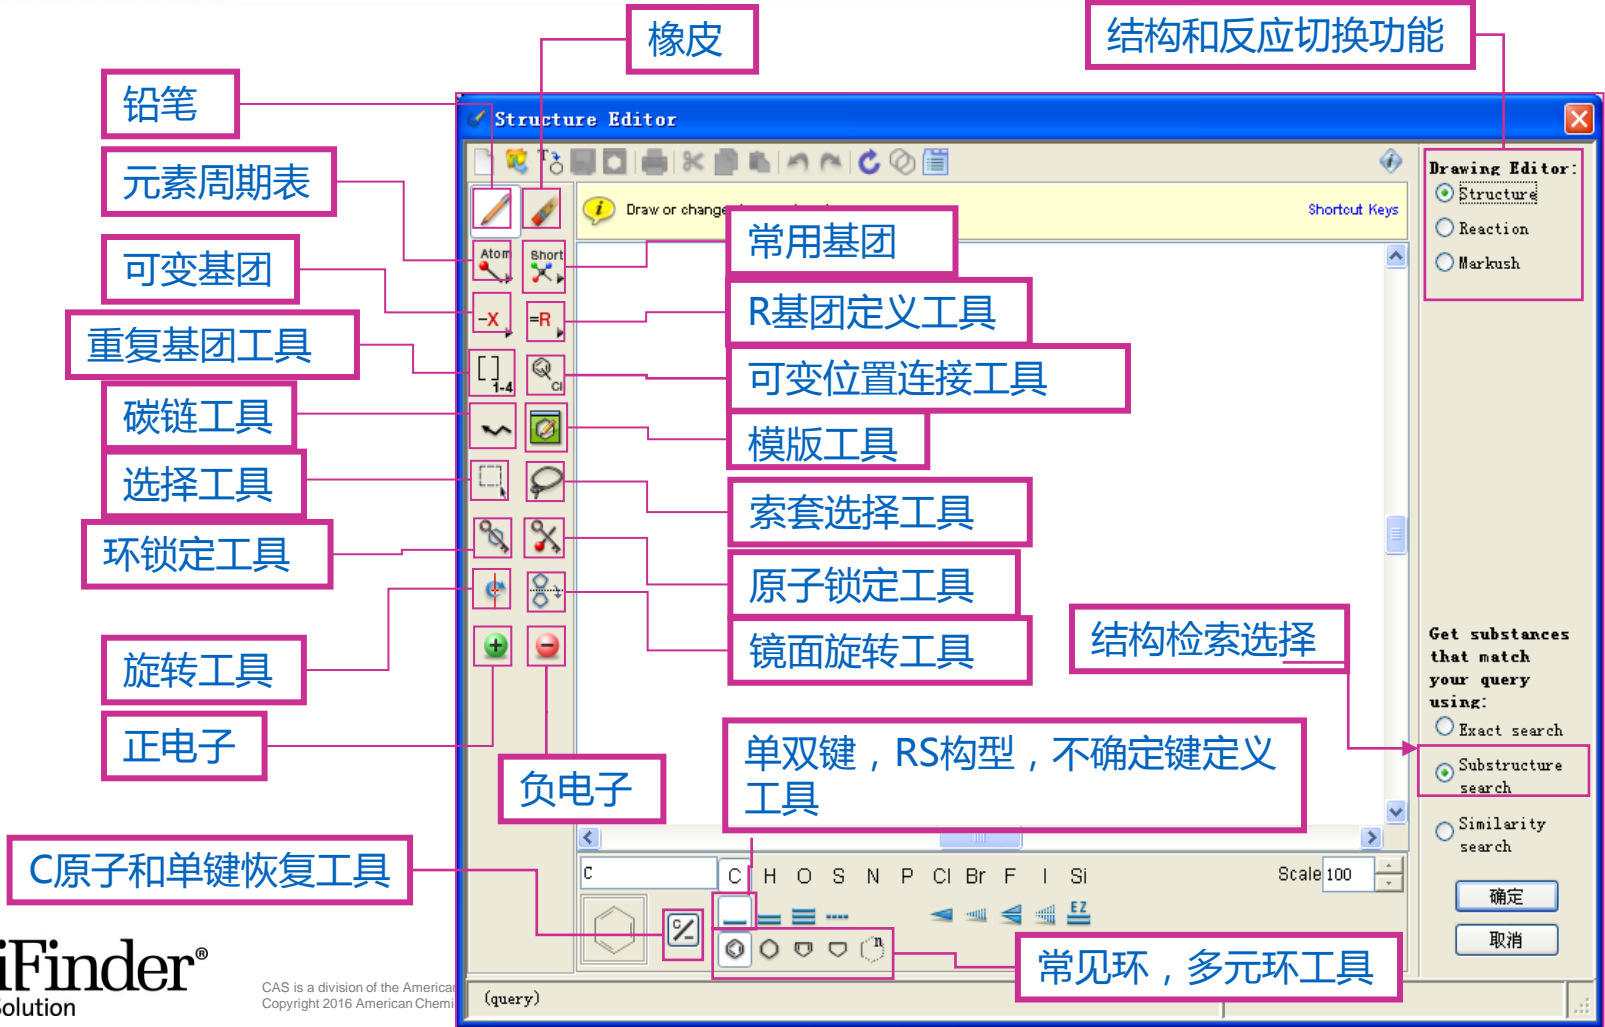 橡皮
结构和反应切换功能
铅笔
Structure Editor
元素周期表
Drawing Editor:
Structure
Reaction
Markush
Draw or change
Shortcut Keys
常用基团
Atom
Short
可变基团
R基团定义工具
-X
=R
重复基团工具
[ ]
1-4
Cl
可变位置连接工具
碳链工具
模版工具
选择工具
索套选择工具
环锁定工具
原子锁定工具
旋转工具
镜面旋转工具
结构检索选择
Get substances
that match
your query
using:
Exact search
Substructure
search
Similarity
search
正电子
负电子
单双键，RS构型，不确定键定义
工具
C原子和单键恢复工具
C
C H O S N P Cl Br F I Si
Scale 100
C/
EZ
n
确定
取消
常见环，多元环工具
iFinder®
Solution
CAS is a division of the American
Copyright 2016 American Chemi
(query)